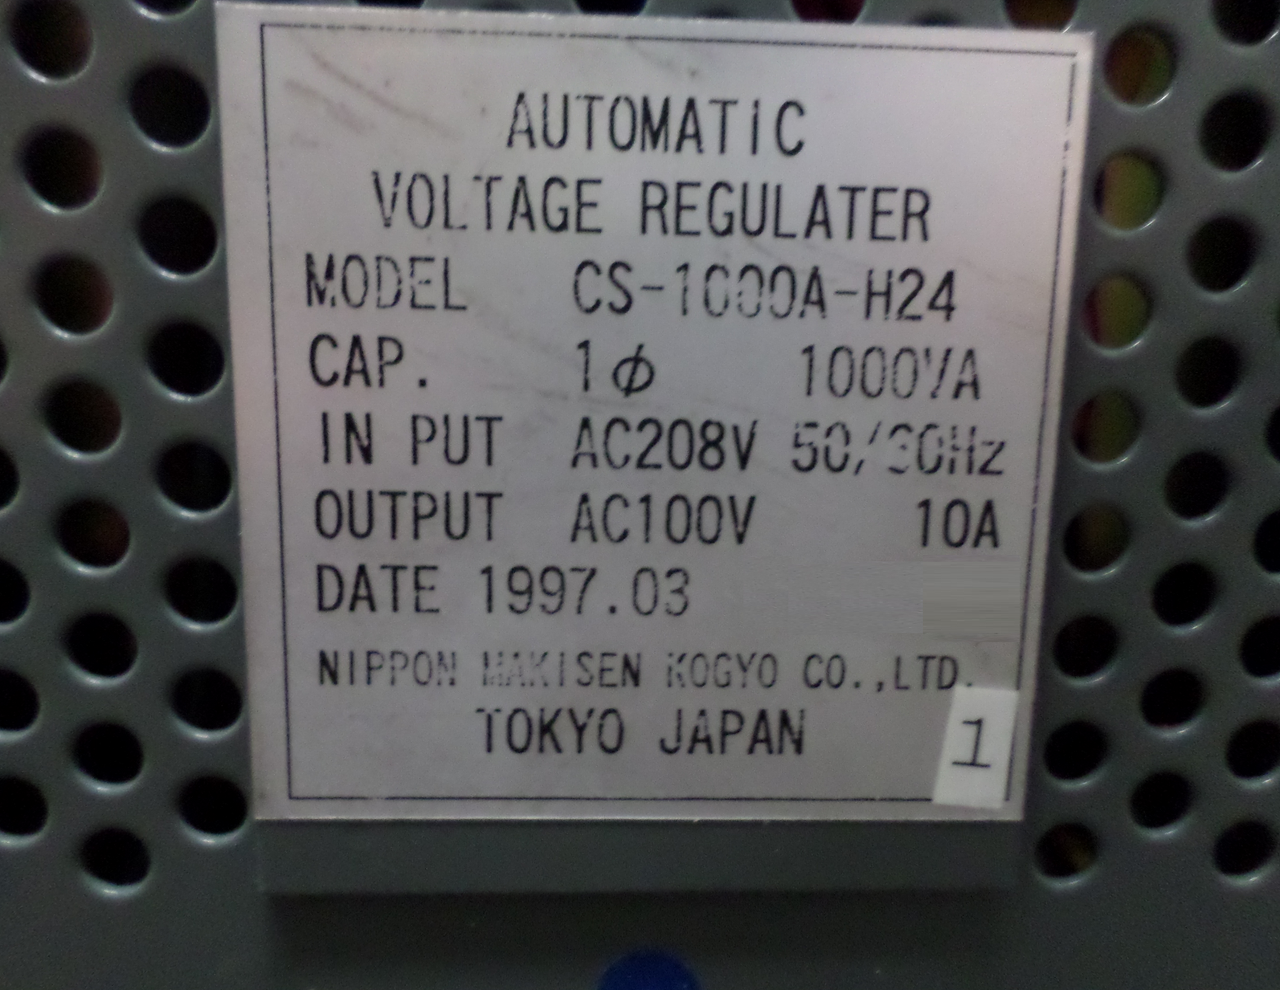 AUTOMATIC
VOLTAGE REGULATER
MODEL CS-1000A-H24
CAP. 1ϕ 1000VA
IN PUT AC208V 50/60Hz
OUTPUT AC100V 10A
DATE 1997.03
NIPPON MAKISEN KOGYO CO.,LTD.
TOKYO JAPAN
1